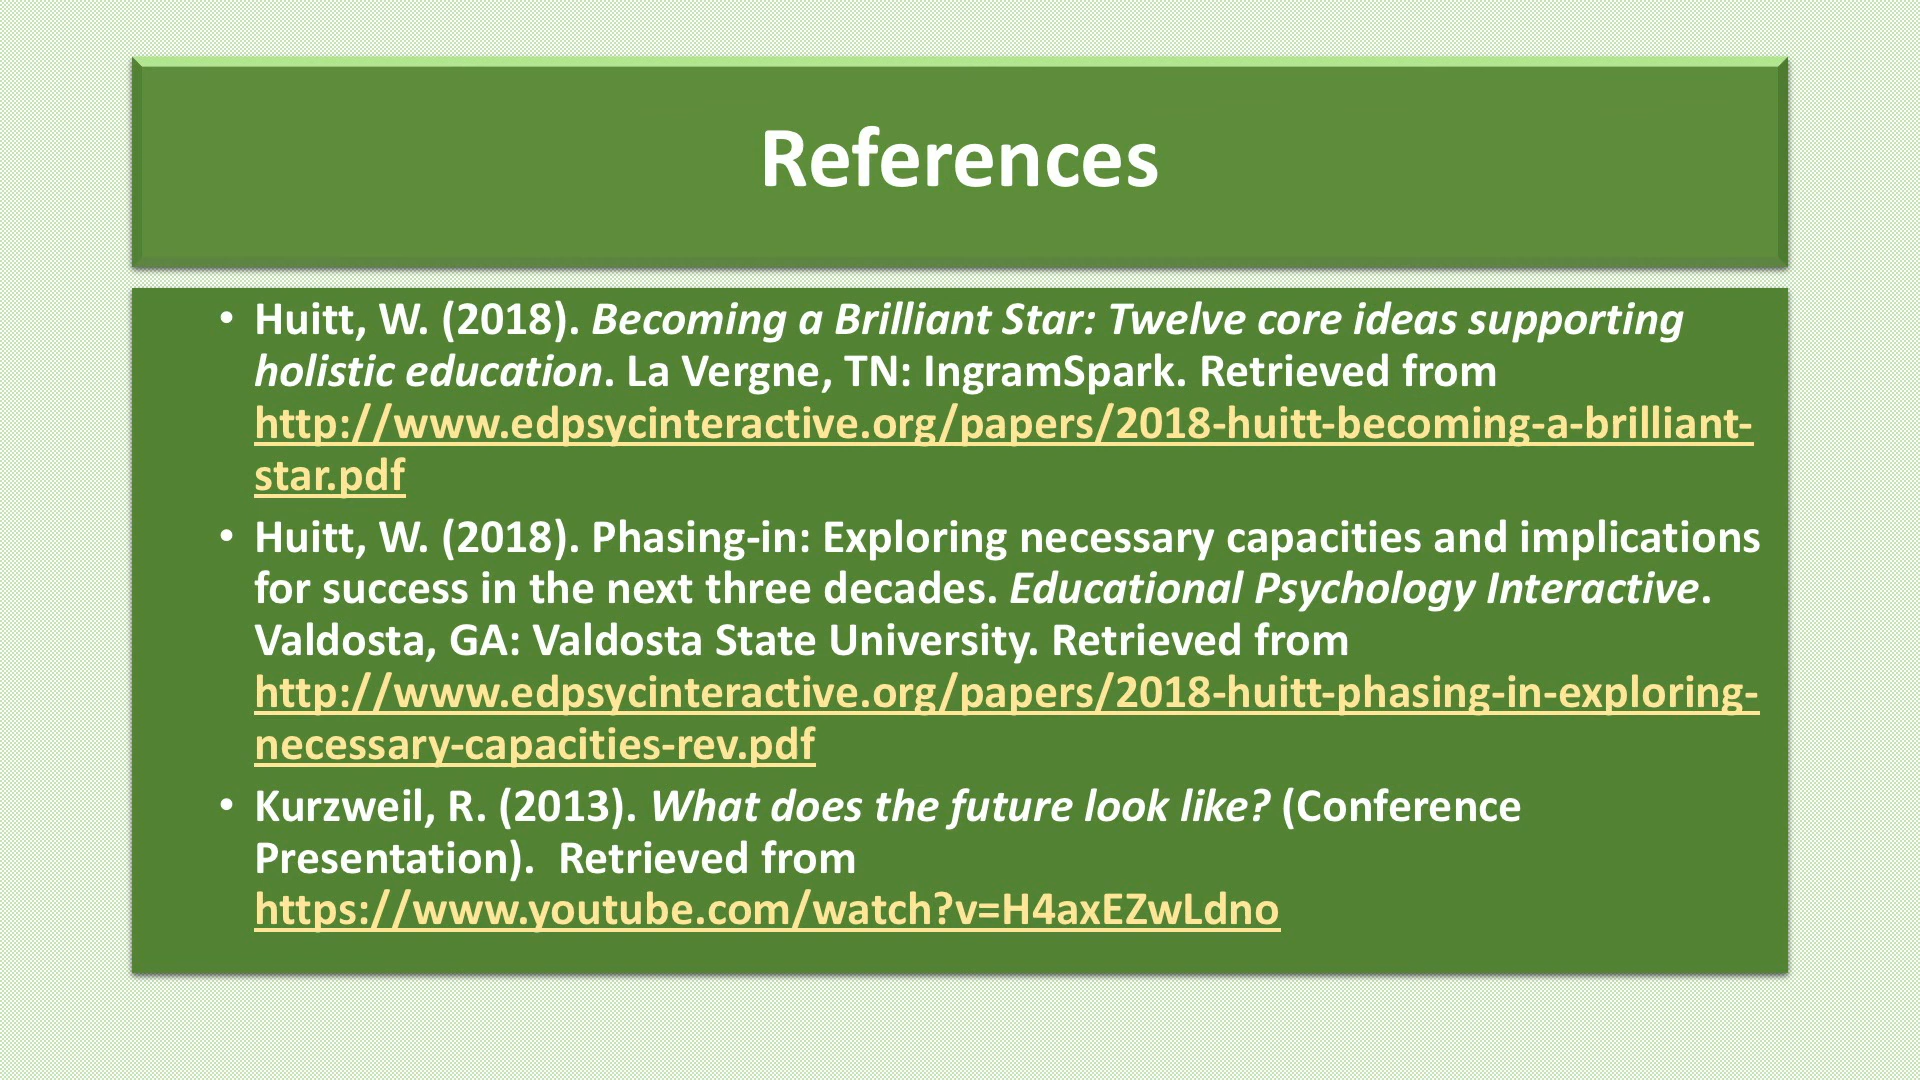 References
• Huitt, W. (2018). Becoming a Brilliant Star: Twelve core ideas supporting
holistic education. La Vergne, TN: IngramSpark. Retrieved from
http://www.edpsycinteractive.org/papers/2018-huitt-becoming-a-brilliant-
star.pdf
• Huitt, W. (2018). Phasing-in: Exploring necessary capacities and implications
for success in the next three decades. Educational Psychology Interactive.
Valdosta, GA: Valdosta State University. Retrieved from
http://www.edpsycinteractive.org/papers/2018-huitt-phasing-in-exploring-
necessary-capacities-rev.pdf
• Kurzweil, R. (2013). What does the future look like? (Conference
Presentation).  Retrieved from
https://www.youtube.com/watch?v=H4axEZwLdno